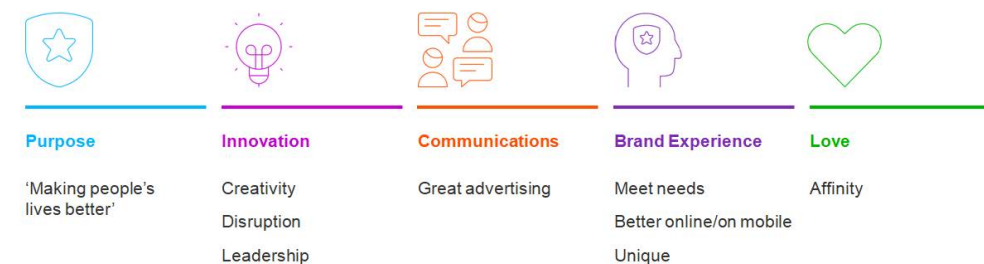 Purpose
‘Making people’s
lives better’
Innovation
Creativity
Disruption
Leadership
Communications
Great advertising
Brand Experience
Meet needs
Better online/on mobile
Unique
Love
Affinity